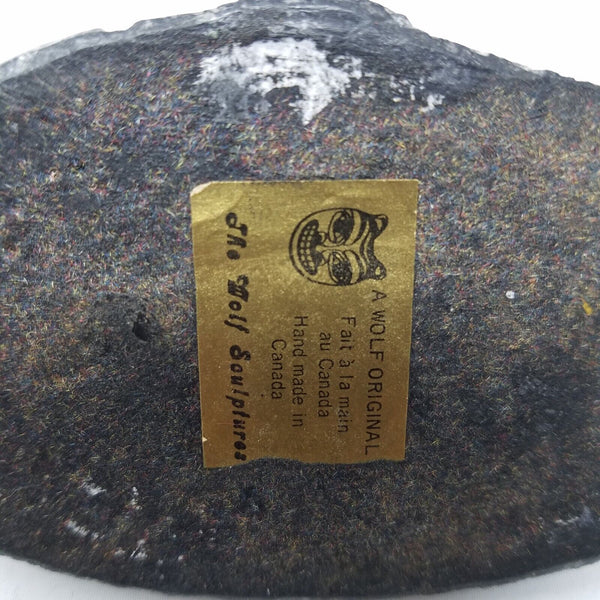 A WOLF ORIGINAL
Fait à la main
au Canada
Hand made in
Canada
The Wolf Sculptures